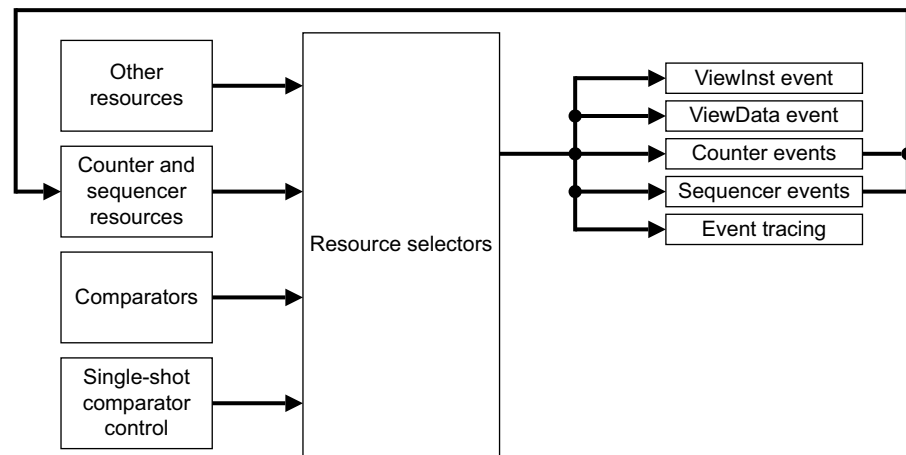 Other
resources
Counter and
sequencer
resources
Comparators
Single-shot
comparator
control
Resource selectors
ViewInst event
ViewData event
Counter events
Sequencer events
Event tracing